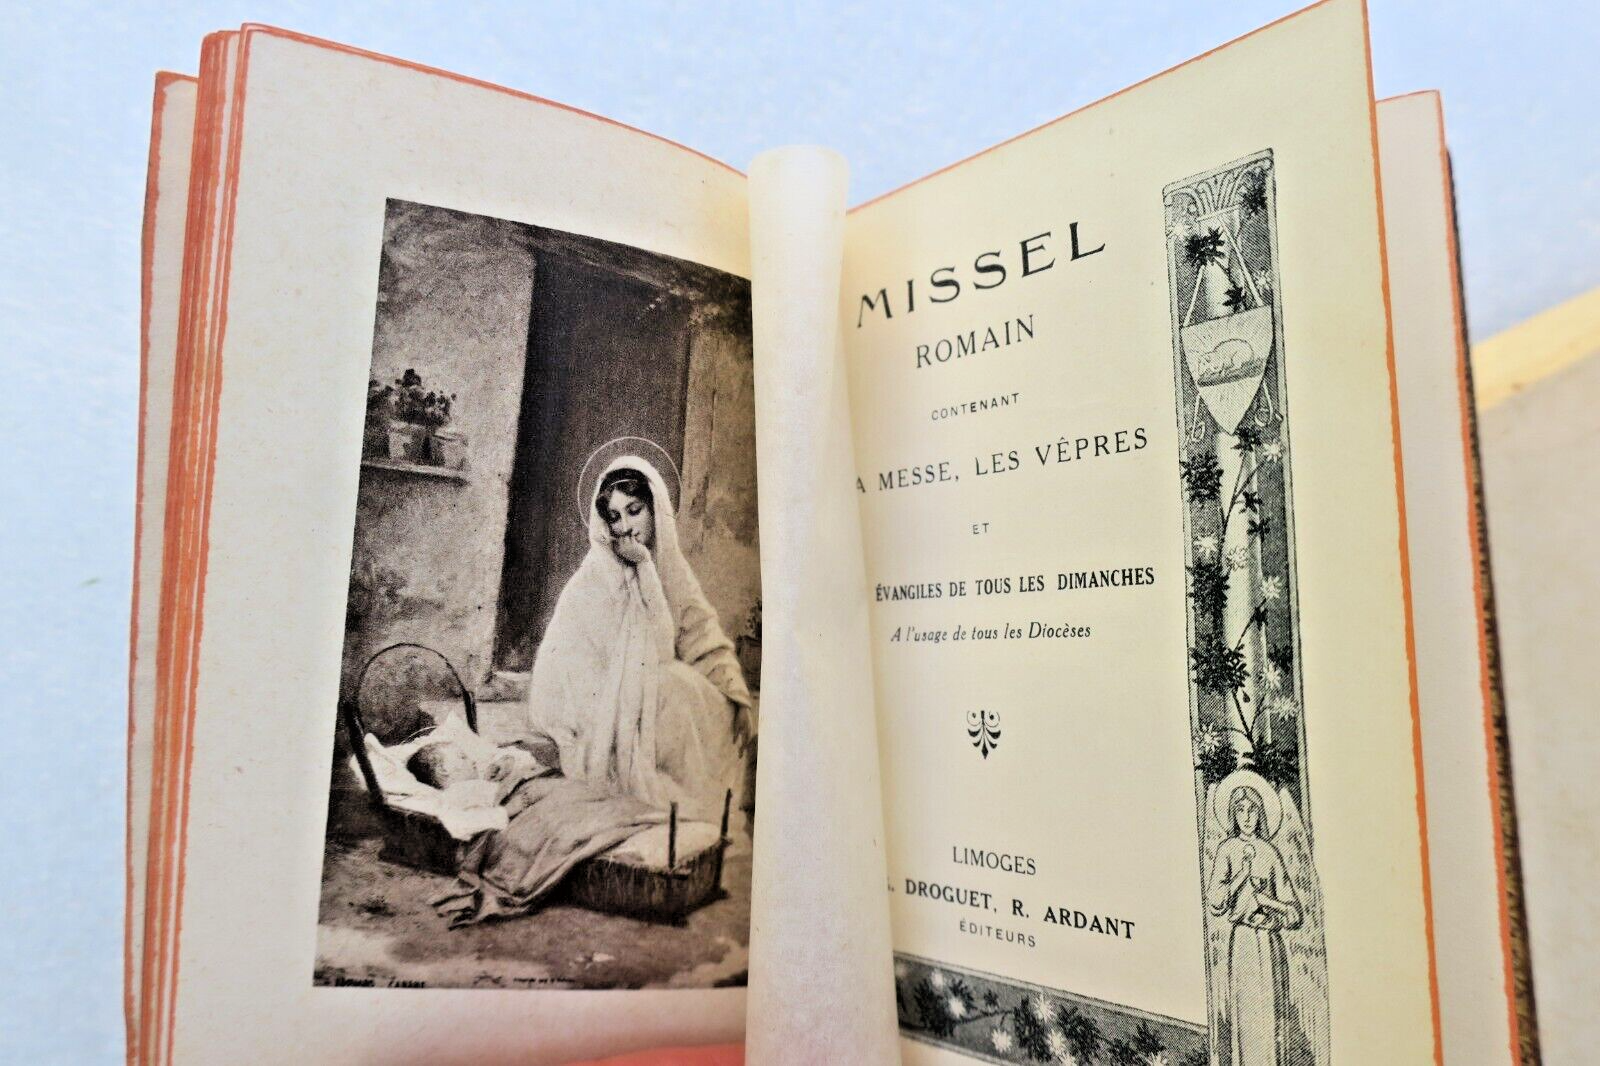 MISSEL
ROMAIN
CONTENANT
A MESSE, LES VÊPRES
ET
ÉVANGILES DE TOUS LES DIMANCHES
A l'usage de tous les Diocèses
LIMOGES
. DROGUET, R. ARDANT
ÉDITEURS